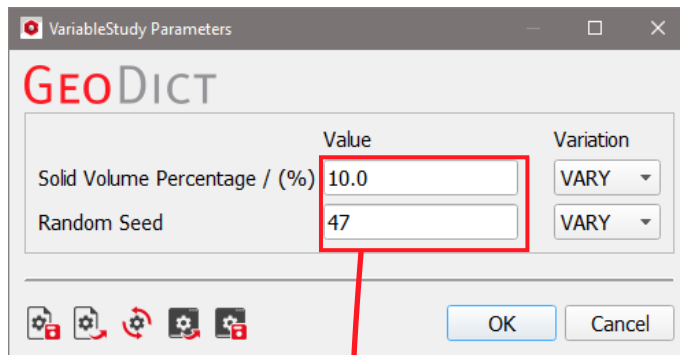 VariableStudy Parameters
GEODICT
Value Variation
Solid Volume Percentage / (%) 10.0 VARY
Random Seed 47 VARY
OK Cancel